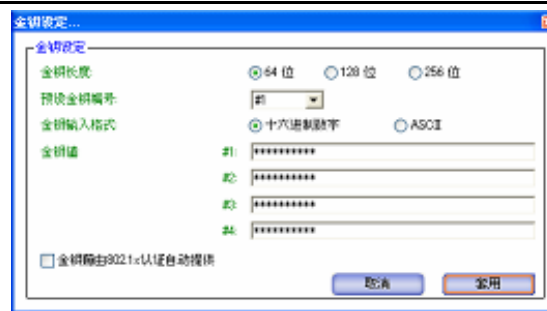 金钥设定...
金钥设定
金钥长度: 64 位 128 位 256 位
预设金钥编号: #1
金钥输入格式: 十六进制数字 ASCII
金钥值 #1: **********
#2: **********
#3: **********
#4: **********
金钥藉由802.1x认证自动提供
取消 套用